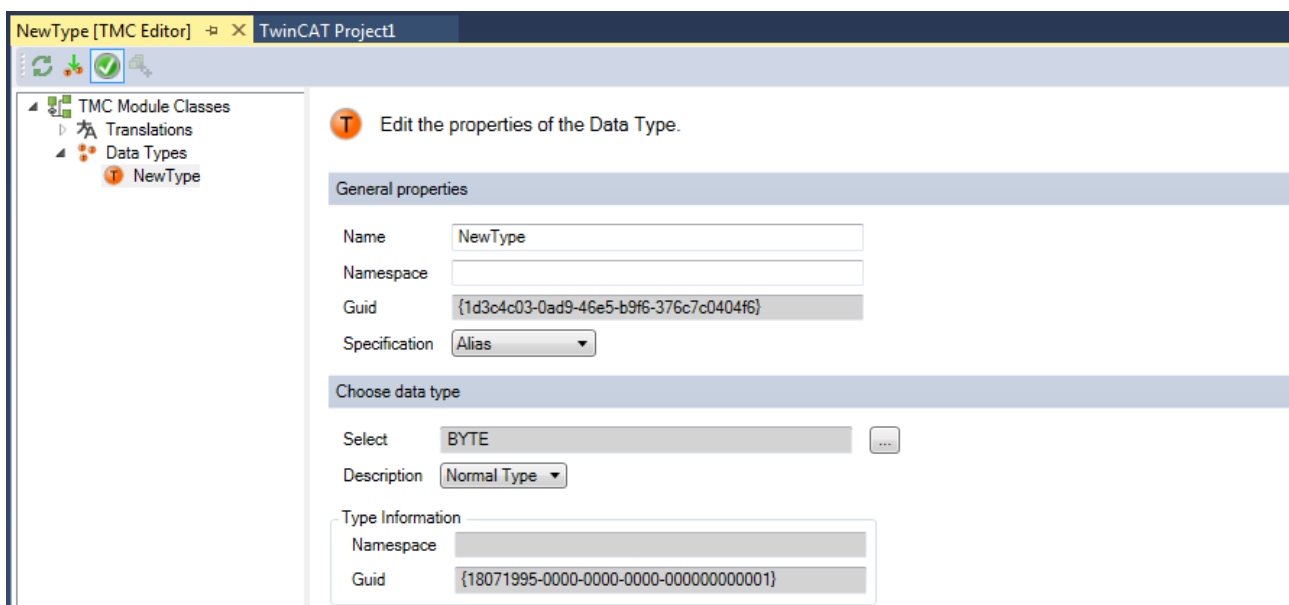 NewType [TMC Editor] TwinCAT Project1
TMC Module Classes
Translations
Data Types
T NewType
T Edit the properties of the Data Type.
General properties
Name NewType
Namespace
Guid {1d3c4c03-0ad9-46e5-b9f6-376c7c0404f6}
Specification Alias
Choose data type
Select BYTE ...
Description Normal Type
Type Information
Namespace
Guid {18071995-0000-0000-0000-000000000001}